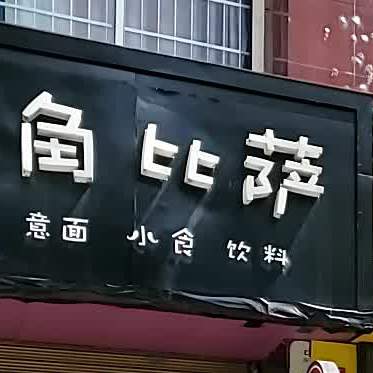 角比萨
意面 小食 饮料